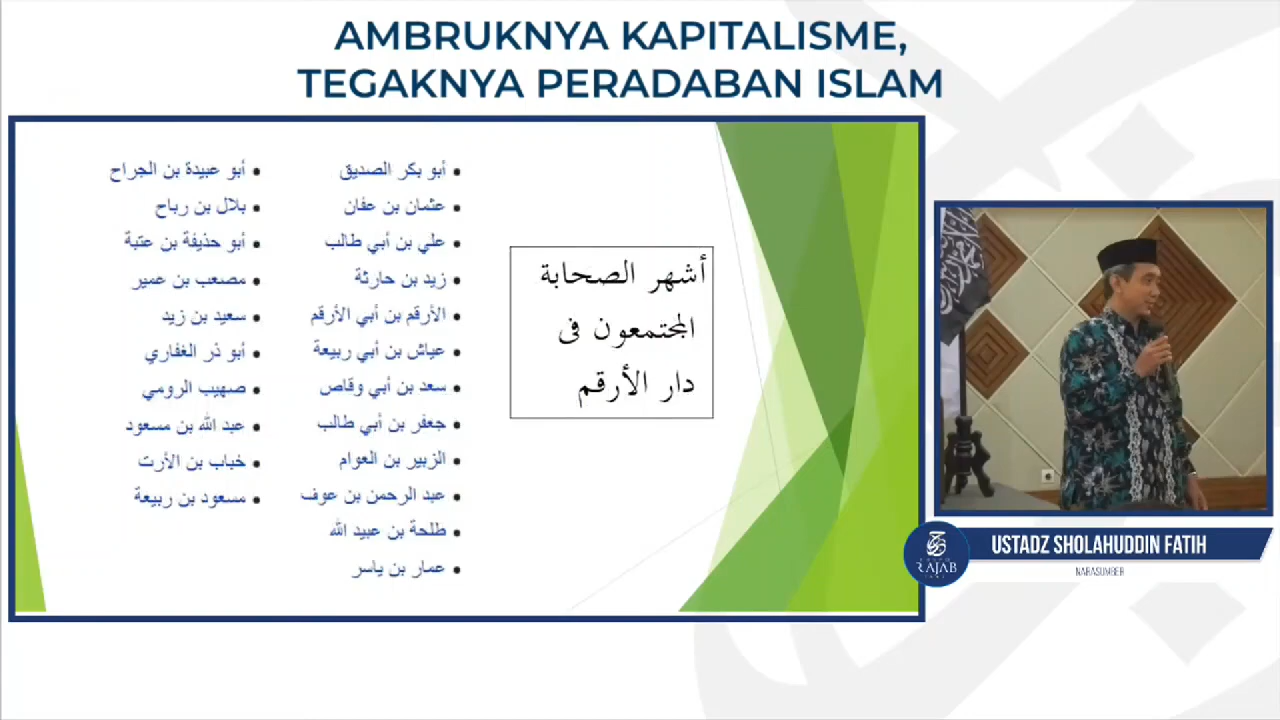 AMBRUKNYA KAPITALISME,
TEGAKNYA PERADABAN ISLAM
أشهر الصحابة
المجتمعون فى
دار الأرقم
• أبو بكر الصديق
• عثمان بن عفان
• علي بن أبي طالب
• زيد بن حارثة
• الأرقم بن أبي الأرقم
• عياش بن أبي ربيعة
• سعد بن أبي وقاص
• جعفر بن أبي طالب
• الزبير بن العوام
• عبد الرحمن بن عوف
• طلحة بن عبيد الله
• عمار بن ياسر
• أبو عبيدة بن الجراح
• بلال بن رباح
• أبو حذيفة بن عتبة
• مصعب بن عمير
• سعيد بن زيد
• أبو ذر الغفاري
• صهيب الرومي
• عبد الله بن مسعود
• خباب بن الأرت
• مسعود بن ربيعة
RAJAB
USTADZ SHOLAHUDDIN FATIH
NARASUMBER